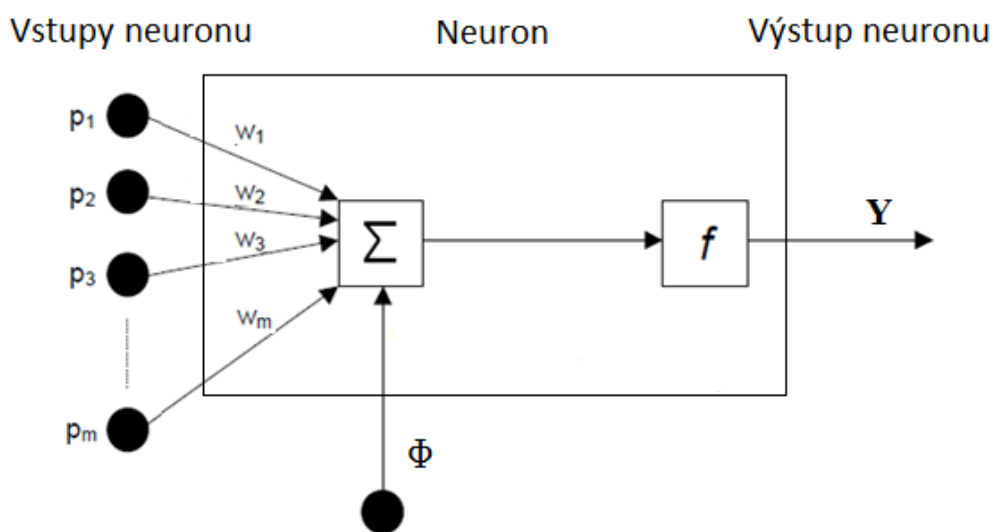 Vstupy neuronu Neuron Výstup neuronu
p1 w1
p2 w2
p3 w3
Σ f Y
wm
pm
Φ